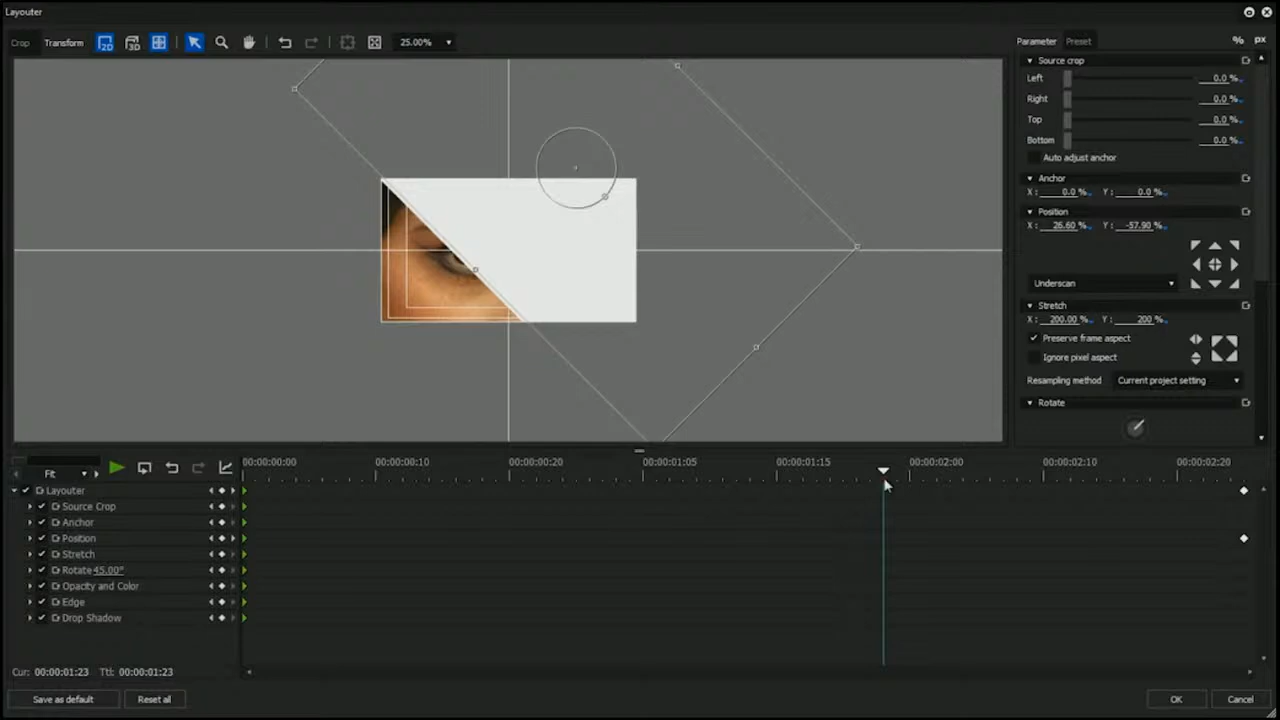 Layouter
Crop Transform 2D 3D 25.00%
Parameter Preset % px
Source crop
Left 0.0 %
Right 0.0 %
Top 0.0 %
Bottom 0.0 %
Auto adjust anchor
Anchor
X : 0.0 % Y : 0.0 %
Position
X : 26.60 % Y : -57.90 %
Underscan
Stretch
X : 200.00 % Y : 200 %
Preserve frame aspect
Ignore pixel aspect
Resampling method Current project setting
Rotate
Fit 00:00:00:00 00:00:00:10 00:00:00:20 00:00:01:05 00:00:01:15 00:00:02:00 00:00:02:10 00:00:02:20
Layouter
Source Crop
Anchor
Position
Stretch
Rotate 45.00°
Opacity and Color
Edge
Drop Shadow
Cur: 00:00:01:23 Ttl: 00:00:01:23
Save as default Reset all OK Cancel